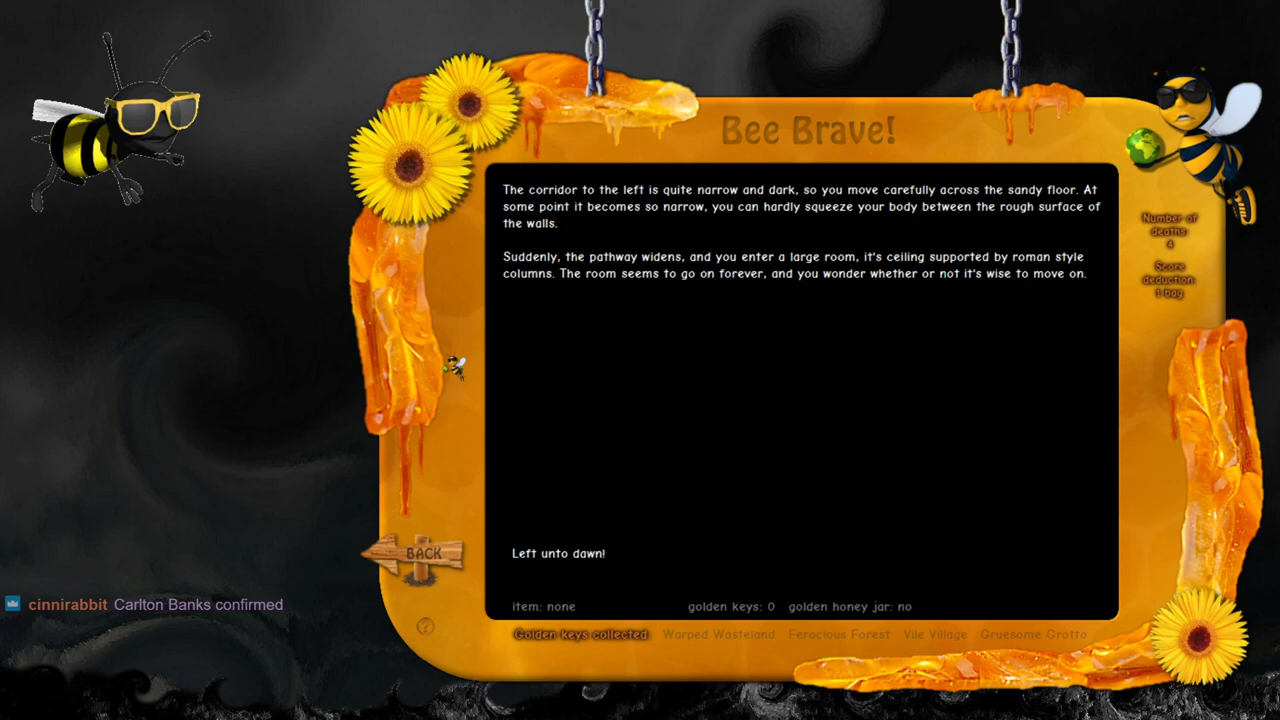 Bee Brave!
The corridor to the left is quite narrow and dark, so you move carefully across the sandy floor. At
some point it becomes so narrow, you can hardly squeeze your body between the rough surface of
the walls.
Suddenly, the pathway widens, and you enter a large room, it's ceiling supported by roman style
columns. The room seems to go on forever, and you wonder whether or not it's wise to move on.
Number of
deaths:
4
Score
deduction:
1 bag
Left unto dawn!
BACK
cinnirabbit Carlton Banks confirmed
item: none golden keys: 0 golden honey jar: no
?
Golden keys collected Warped Wasteland Ferocious Forest Vile Village Gruesome Grotto